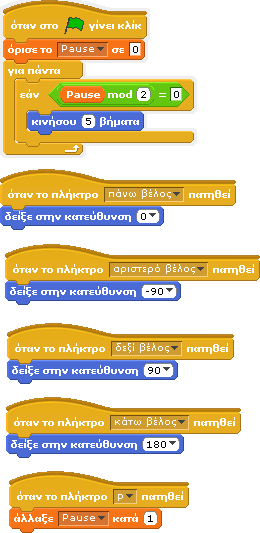 όταν στο γίνει κλικ
όρισε το Pause σε 0
για πάντα
εάν Pause mod 2 = 0
κινήσου 5 βήματα
όταν το πλήκτρο πάνω βέλος πατηθεί
δείξε στην κατεύθυνση 0
όταν το πλήκτρο αριστερό βέλος πατηθεί
δείξε στην κατεύθυνση -90
όταν το πλήκτρο δεξί βέλος πατηθεί
δείξε στην κατεύθυνση 90
όταν το πλήκτρο κάτω βέλος πατηθεί
δείξε στην κατεύθυνση 180
όταν το πλήκτρο p πατηθεί
άλλαξε Pause κατά 1